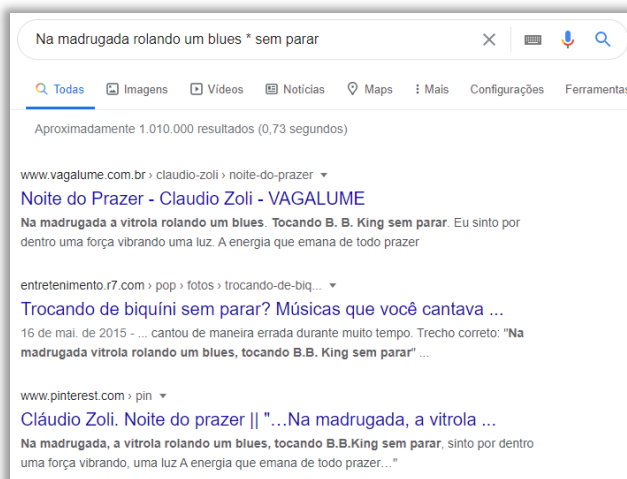 Na madrugada rolando um blues * sem parar
Todas Imagens Vídeos Notícias Maps Mais Configurações Ferramentas
Aproximadamente 1.010.000 resultados (0,73 segundos)
www.vagalume.com.br › claudio-zoli › noite-do-prazer
Noite do Prazer - Claudio Zoli - VAGALUME
Na madrugada a vitrola rolando um blues. Tocando B. B. King sem parar. Eu sinto por
dentro uma força vibrando uma luz. A energia que emana de todo prazer
entretenimento.r7.com › pop › fotos › trocando-de-biq...
Trocando de biquíni sem parar? Músicas que você cantava ...
16 de mai. de 2015 - ... cantou de maneira errada durante muito tempo. Trecho correto: "Na
madrugada vitrola rolando um blues, tocando B.B. King sem parar" ...
www.pinterest.com › pin
Cláudio Zoli. Noite do prazer || "…Na madrugada, a vitrola ...
Na madrugada, a vitrola rolando um blues, tocando B.B.King sem parar, sinto por dentro
uma força vibrando, uma luz A energia que emana de todo prazer…"